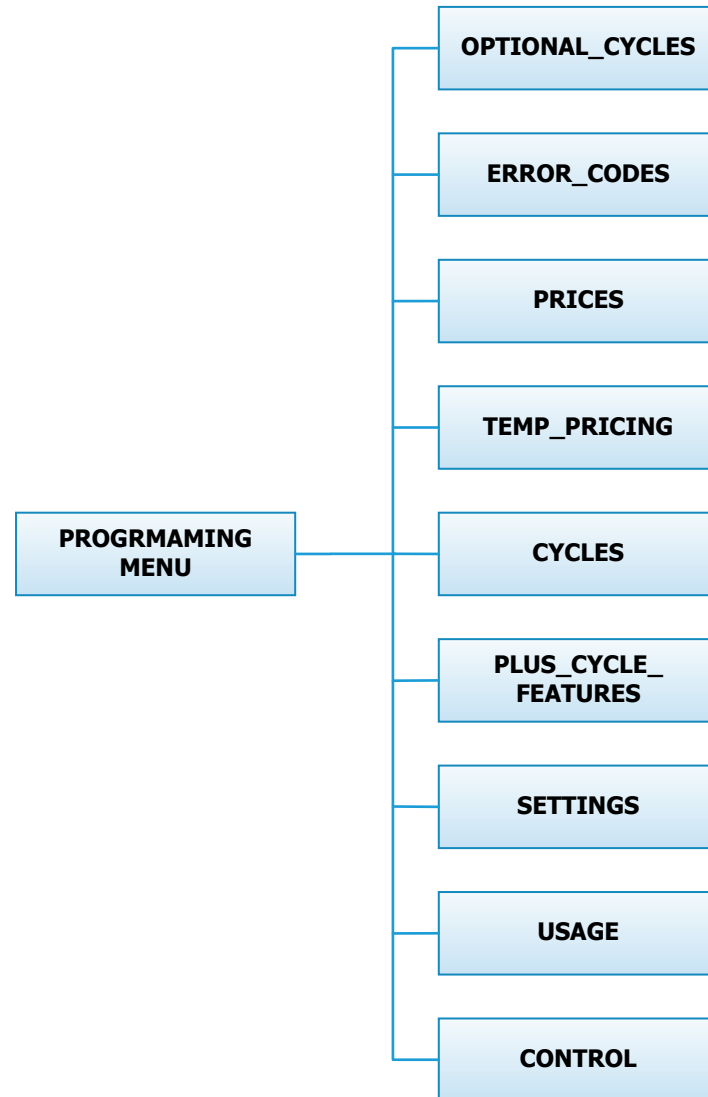 OPTIONAL_CYCLES
ERROR_CODES
PRICES
TEMP_PRICING
PROGRMAMING
MENU
CYCLES
PLUS_CYCLE_
FEATURES
SETTINGS
USAGE
CONTROL